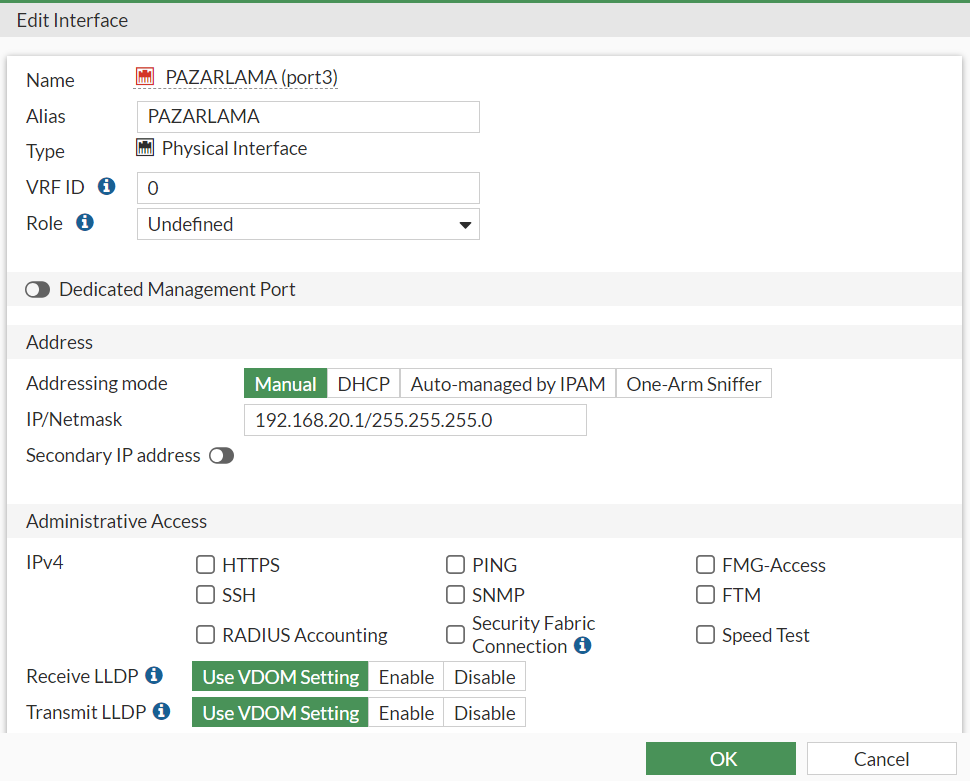 Edit Interface
Name PAZARLAMA (port3)
Alias PAZARLAMA
Type Physical Interface
VRF ID 0
Role Undefined
Dedicated Management Port
Address
Addressing mode Manual DHCP Auto-managed by IPAM One-Arm Sniffer
IP/Netmask 192.168.20.1/255.255.255.0
Secondary IP address
Administrative Access
IPv4 HTTPS PING FMG-Access
SSH SNMP FTM
RADIUS Accounting Security Fabric Connection Speed Test
Receive LLDP Use VDOM Setting Enable Disable
Transmit LLDP Use VDOM Setting Enable Disable
OK Cancel